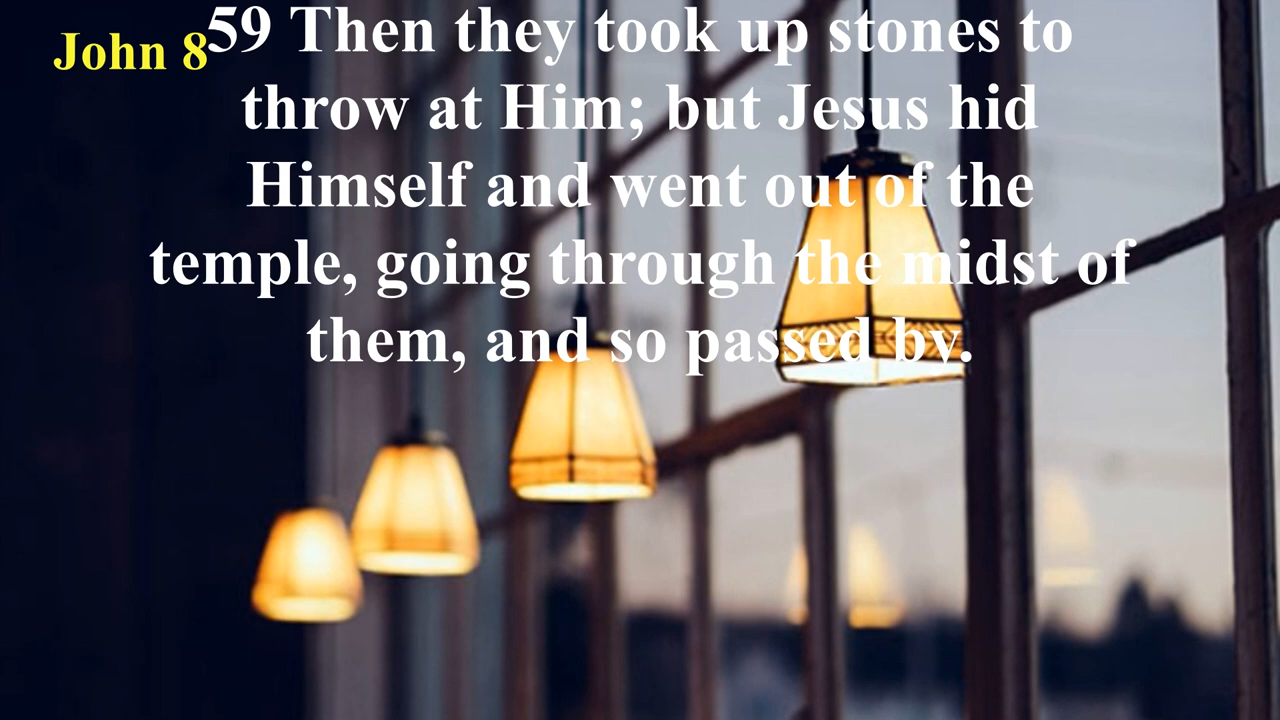 John 8
59 Then they took up stones to
throw at Him; but Jesus hid
Himself and went out of the
temple, going through the midst of
them, and so passed by.